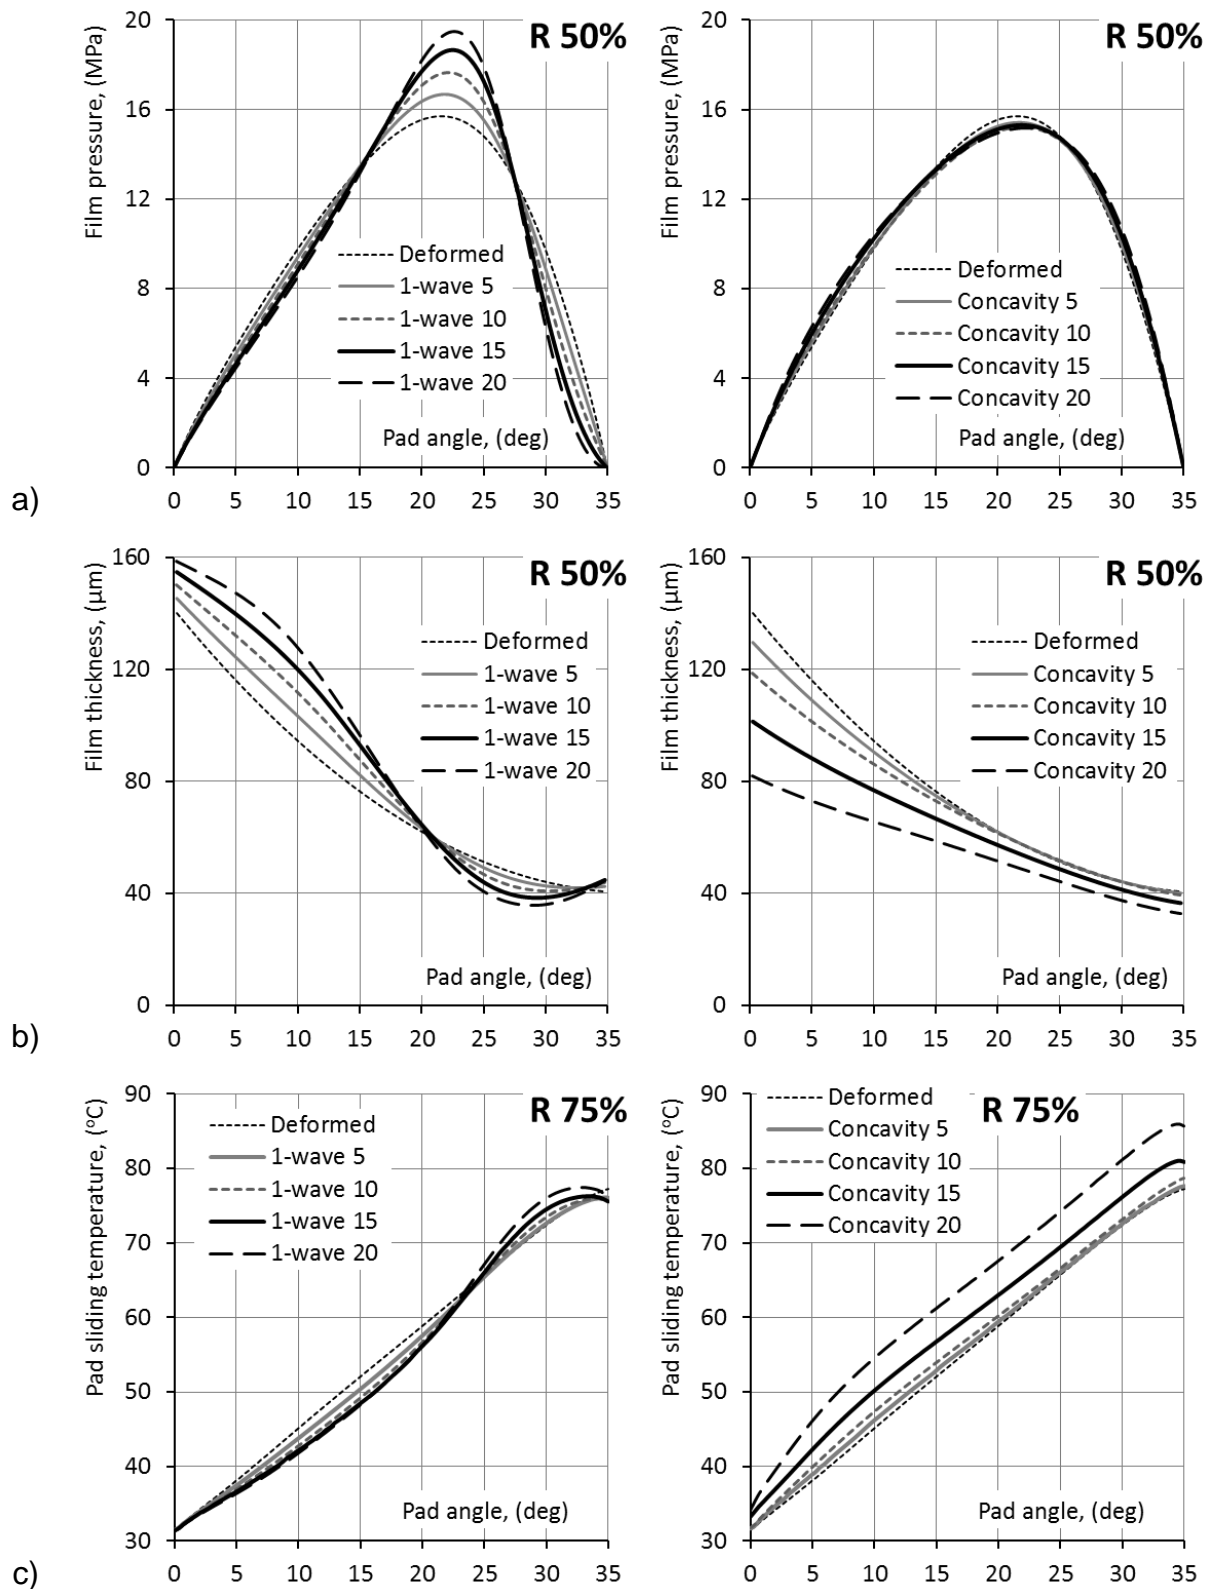 Film pressure, (MPa)
20
16
12
8
4
0
R 50%
Deformed
1-wave 5
1-wave 10
1-wave 15
1-wave 20
Pad angle, (deg)
0 5 10 15 20 25 30 35
Film pressure, (MPa)
20
16
12
8
4
0
R 50%
Deformed
Concavity 5
Concavity 10
Concavity 15
Concavity 20
Pad angle, (deg)
0 5 10 15 20 25 30 35
a)
Film thickness, (μm)
160
120
80
40
0
R 50%
Deformed
1-wave 5
1-wave 10
1-wave 15
1-wave 20
Pad angle, (deg)
0 5 10 15 20 25 30 35
Film thickness, (μm)
160
120
80
40
0
R 50%
Deformed
Concavity 5
Concavity 10
Concavity 15
Concavity 20
Pad angle, (deg)
0 5 10 15 20 25 30 35
b)
Pad sliding temperature, (°C)
90
80
70
60
50
40
30
R 75%
Deformed
1-wave 5
1-wave 10
1-wave 15
1-wave 20
Pad angle, (deg)
0 5 10 15 20 25 30 35
Pad sliding temperature, (°C)
90
80
70
60
50
40
30
R 75%
Deformed
Concavity 5
Concavity 10
Concavity 15
Concavity 20
Pad angle, (deg)
0 5 10 15 20 25 30 35
c)